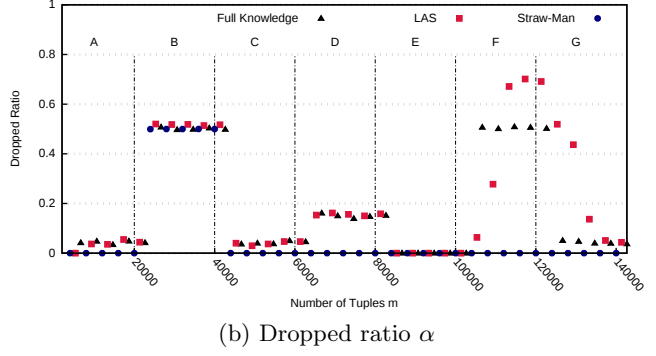 Full Knowledge LAS Straw-Man
A B C D E F G
1
0.8
0.6
0.4
0.2
0
Dropped Ratio
20000 40000 60000 80000 100000 120000 140000
Number of Tuples m
(b) Dropped ratio α